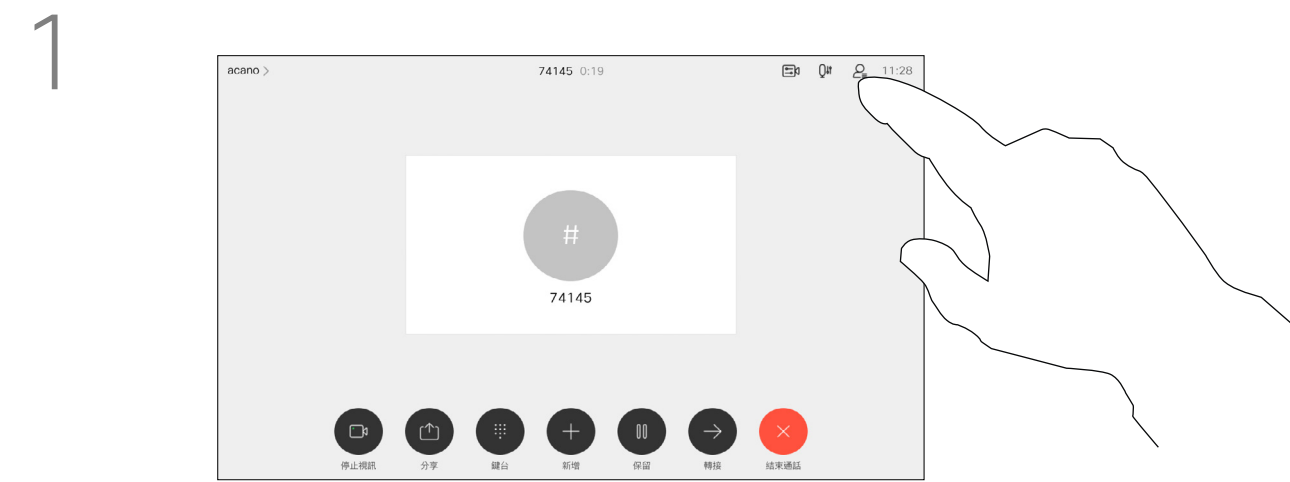 1
acano >
74145 0:19
11:28
#
74145
停止視訊
分享
鍵台
新增
保留
轉接
結束通話